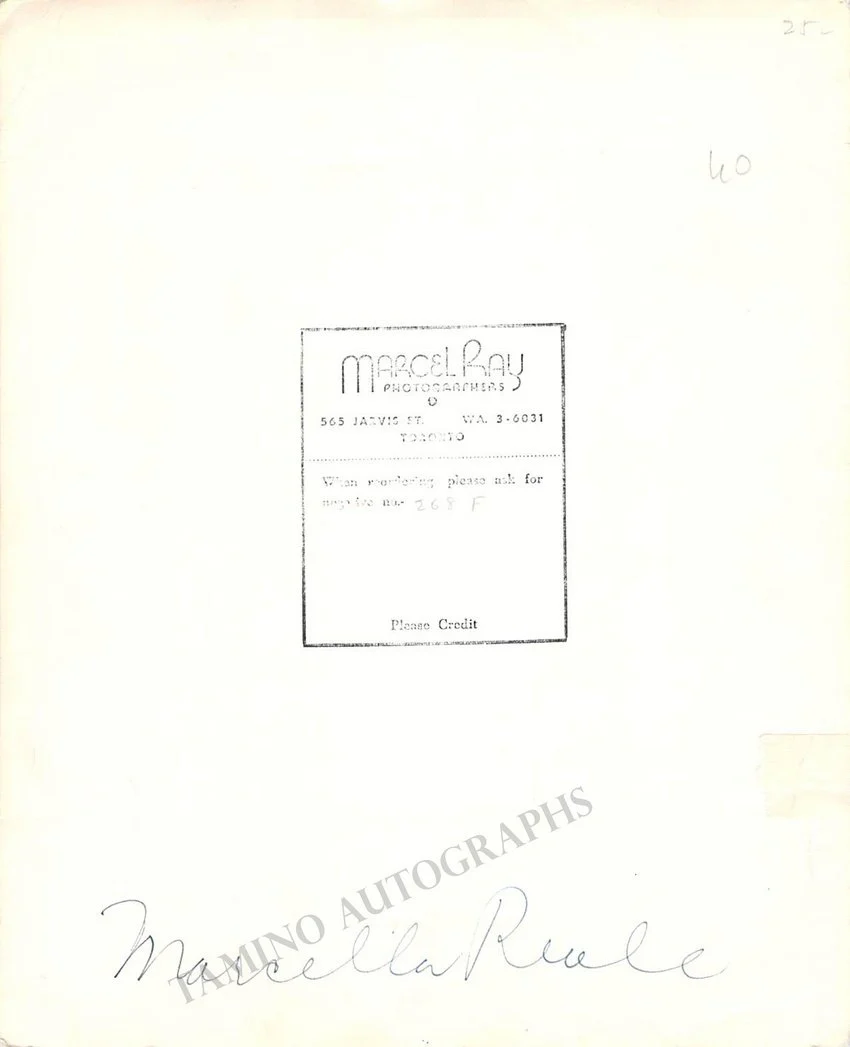 25-
40
MARCEL RAY
PHOTOGRAPHERS
565 JARVIS ST. WA. 3-6031
TORONTO
When reordering please ask for
negative no.- 268 F
Please Credit
TAMINO AUTOGRAPHS
Marcella Reale